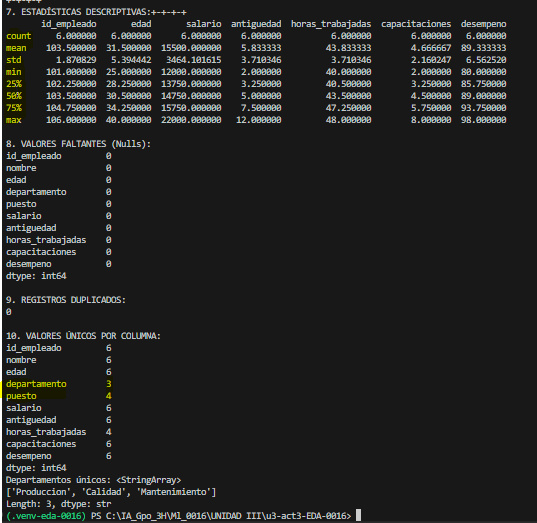 +-+-+-+
7. ESTADÍSTICAS DESCRIPTIVAS:+-+-+-+
id_empleado edad salario antiguedad horas_trabajadas capacitaciones desempeno
count 6.000000 6.000000 6.000000 6.000000 6.000000 6.000000 6.000000
mean 103.500000 31.500000 15500.000000 5.833333 43.833333 4.666667 89.333333
std 1.870829 5.394442 3464.101615 3.710346 3.710346 2.160247 6.562520
min 101.000000 25.000000 12000.000000 2.000000 40.000000 2.000000 80.000000
25% 102.250000 28.250000 13750.000000 3.250000 40.500000 3.250000 85.750000
50% 103.500000 30.500000 14750.000000 5.000000 43.500000 4.500000 89.000000
75% 104.750000 34.250000 15750.000000 7.500000 47.250000 5.750000 93.750000
max 106.000000 40.000000 22000.000000 12.000000 48.000000 8.000000 98.000000
8. VALORES FALTANTES (Nulls):
id_empleado 0
nombre 0
edad 0
departamento 0
puesto 0
salario 0
antiguedad 0
horas_trabajadas 0
capacitaciones 0
desempeno 0
dtype: int64
9. REGISTROS DUPLICADOS:
0
10. VALORES ÚNICOS POR COLUMNA:
id_empleado 6
nombre 6
edad 6
departamento 3
puesto 4
salario 6
antiguedad 6
horas_trabajadas 4
capacitaciones 6
desempeno 6
dtype: int64
Departamentos únicos: <StringArray>
['Produccion', 'Calidad', 'Mantenimiento']
Length: 3, dtype: str
(.venv-eda-0016) PS C:\IA_Gpo_3H\Ml_0016\UNIDAD III\u3-act3-EDA-0016>